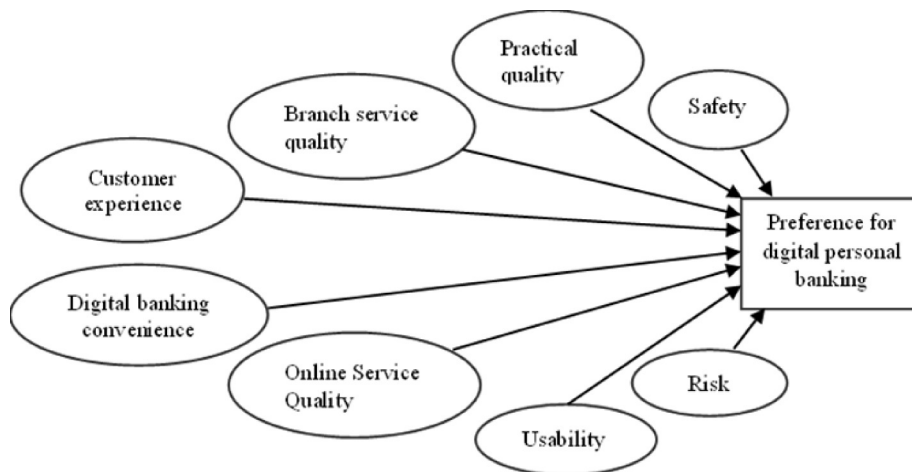 Practical
quality
Safety
Branch service
quality
Customer
experience
Preference for
digital personal
banking
Digital banking
convenience
Online Service
Quality
Risk
Usability